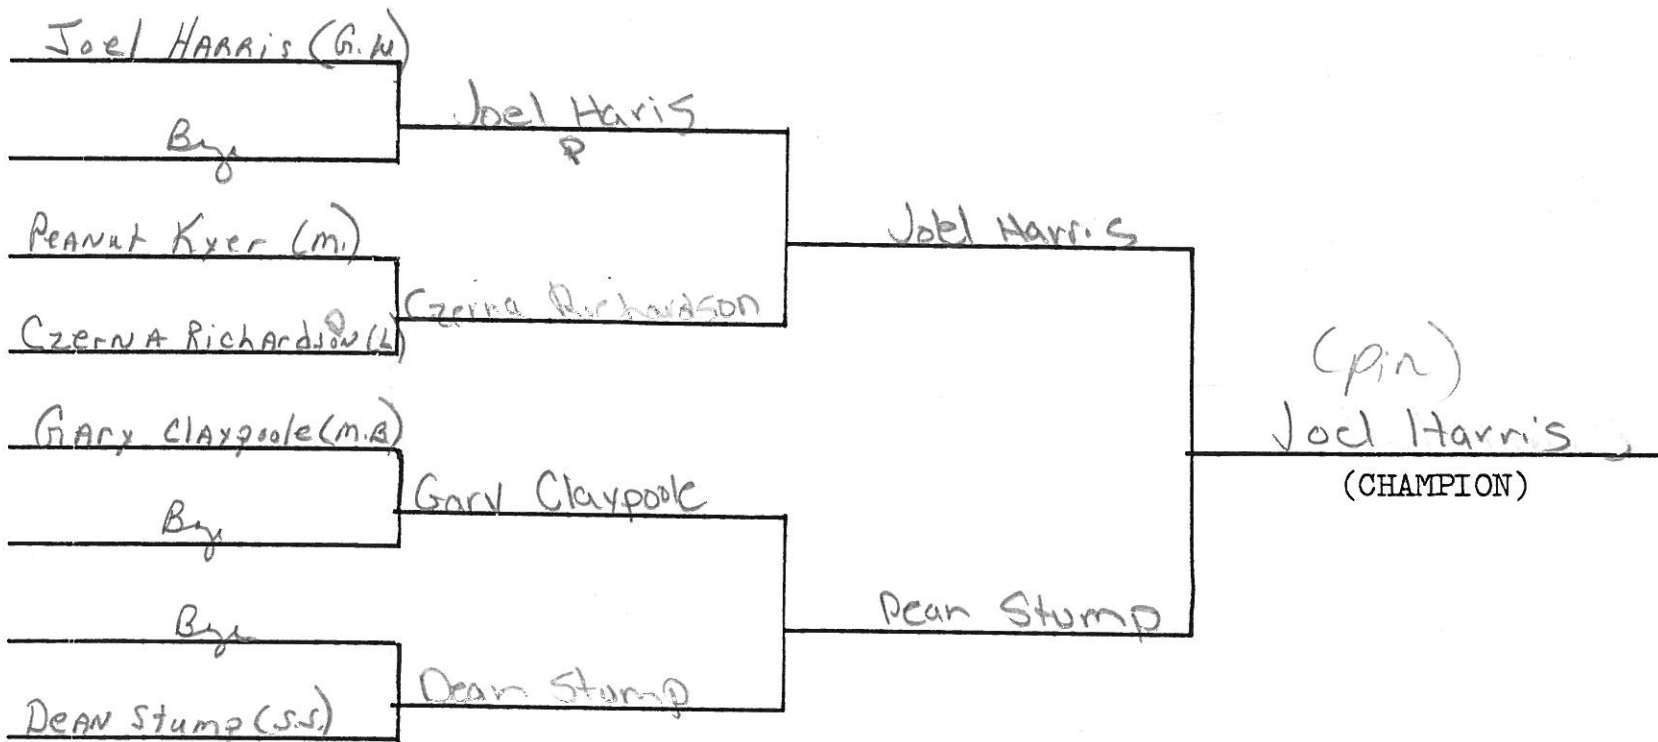 Joel HARRis (G.W)
Bye
PEANut Kyer (M.)
CzerNA RichArdsoN (L)
GAry ClAypoole (M.B)
Bye
Bye
DEAN Stump (S.S.)
Joel Haris
P
Czerna Richardson
Gary Claypoole
Dean Stump
Joel Harris
Dean Stump
(pin)
Joel Harris
(CHAMPION)